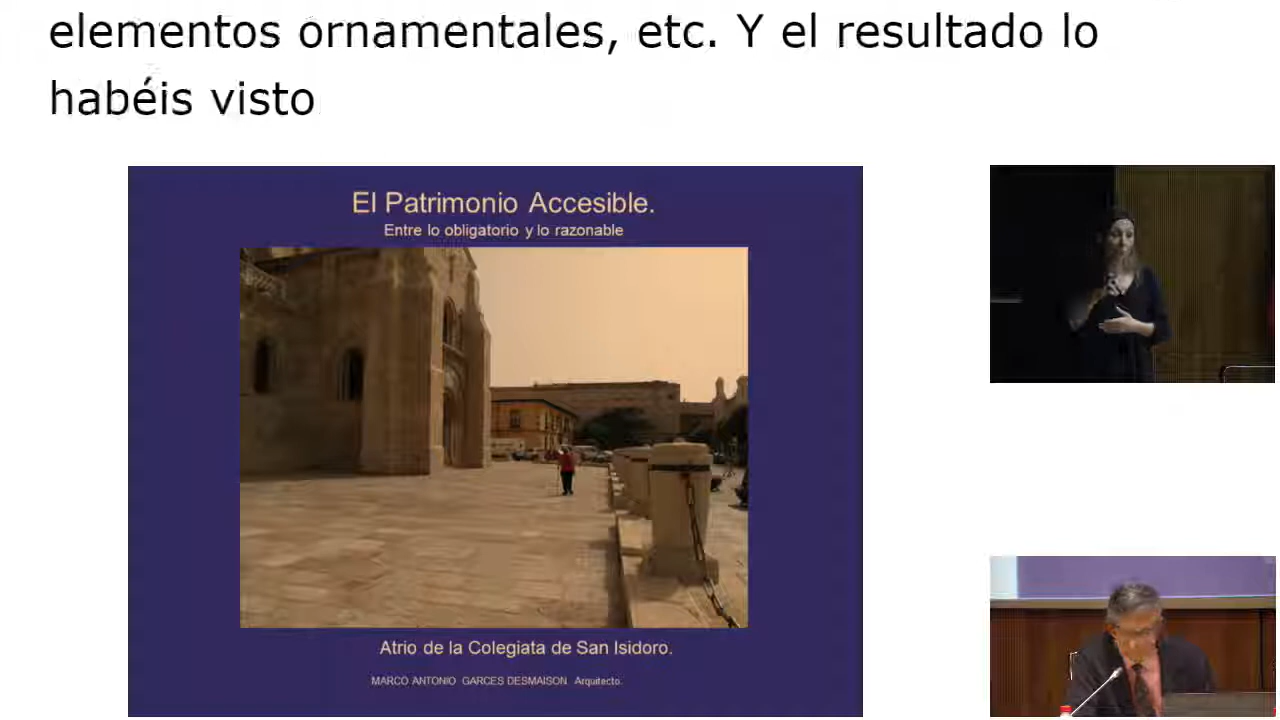 elementos ornamentales, etc. Y el resultado lo
habéis visto
El Patrimonio Accesible.
Entre lo obligatorio y lo razonable
Atrio de la Colegiata de San Isidoro.
MARCO ANTONIO GARCES DESMAISON. Arquitecto.